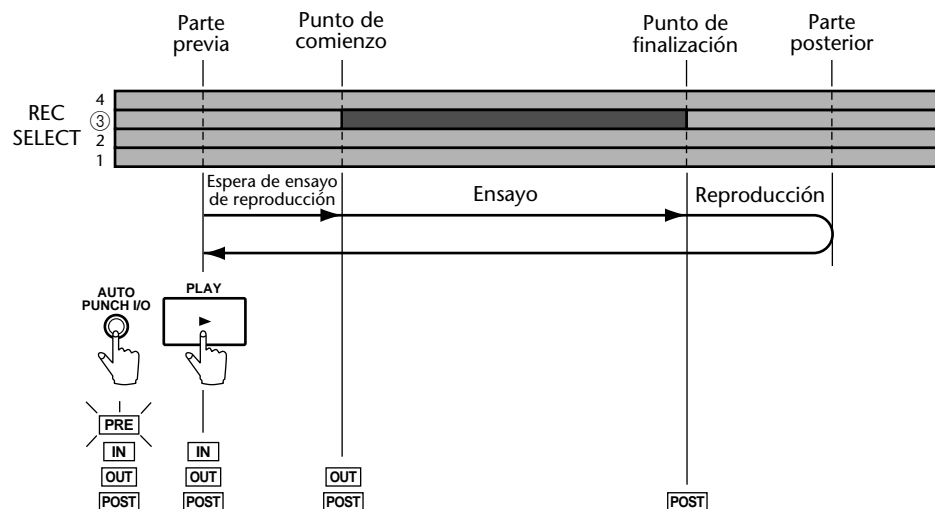 Parte previa
Punto de comienzo
Punto de finalización
Parte posterior
REC SELECT
4
③
2
1
Espera de ensayo de reproducción
Ensayo
Reproducción
AUTO PUNCH I/O
PLAY
PRE
IN
IN
OUT
OUT
OUT
POST
POST
POST
POST